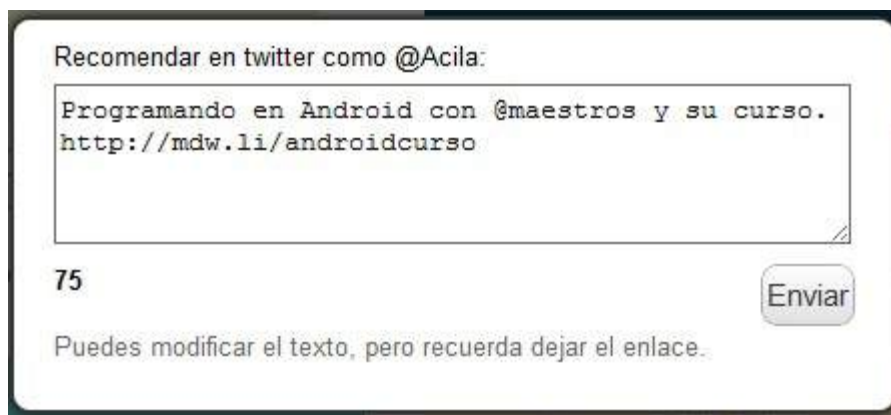 Recomendar en twitter como @Acila:
Programando en Android con @maestros y su curso.
http://mdw.li/androidcurso
75
Enviar
Puedes modificar el texto, pero recuerda dejar el enlace.